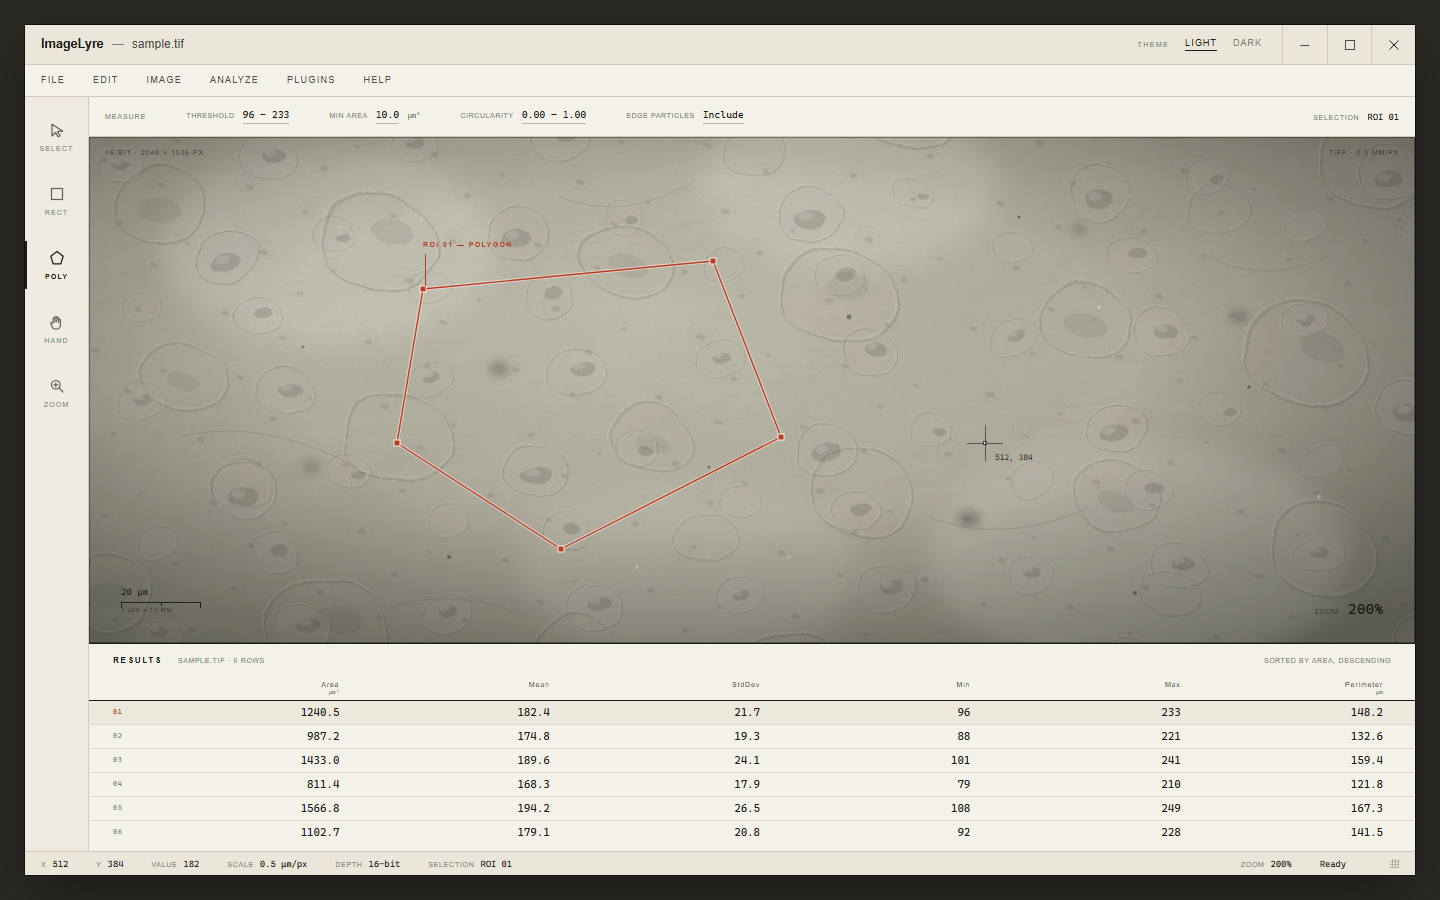 ImageLyre — sample.tif
THEME LIGHT DARK
FILE EDIT IMAGE ANALYZE PLUGINS HELP
MEASURE THRESHOLD 96 – 233 MIN AREA 10.0 µm² CIRCULARITY 0.00 – 1.00 EDGE PARTICLES Include SELECTION ROI 01
SELECT
RECT
POLY
HAND
ZOOM
16-BIT · 2048 × 1536 PX
TIFF · 0.5 MM/PX
ROI 01 — POLYGON
512, 384
20 µm
1 DIV = 10 MM
ZOOM 200%
RESULTS SAMPLE.TIF · 6 ROWS SORTED BY AREA, DESCENDING
Area Mean StdDev Min Max Perimeter
µm² µm
01 1240.5 182.4 21.7 96 233 148.2
02 987.2 174.8 19.3 88 221 132.6
03 1433.0 189.6 24.1 101 241 159.4
04 811.4 168.3 17.9 79 210 121.8
05 1566.8 194.2 26.5 108 249 167.3
06 1102.7 179.1 20.8 92 228 141.5
X 512 Y 384 VALUE 182 SCALE 0.5 µm/px DEPTH 16-bit SELECTION ROI 01 ZOOM 200% Ready